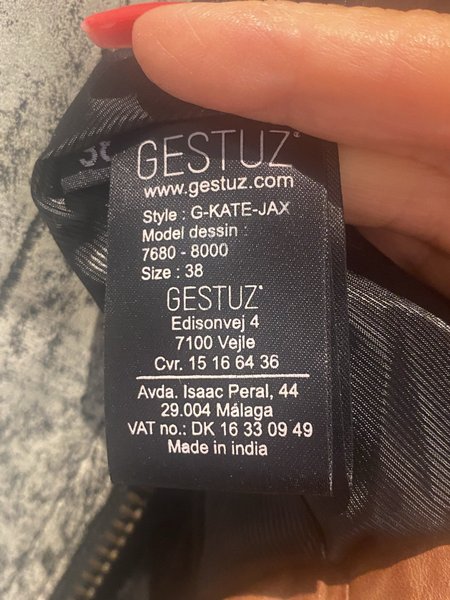 GESTUZ
www.gestuz.com
Style : G-KATE-JAX
Model dessin :
7680 - 8000
Size : 38
GESTUZ
Edisonvej 4
7100 Vejle
Cvr. 15 16 64 36
Avda. Isaac Peral, 44
29.004 Málaga
VAT no.: DK 16 33 09 49
Made in india